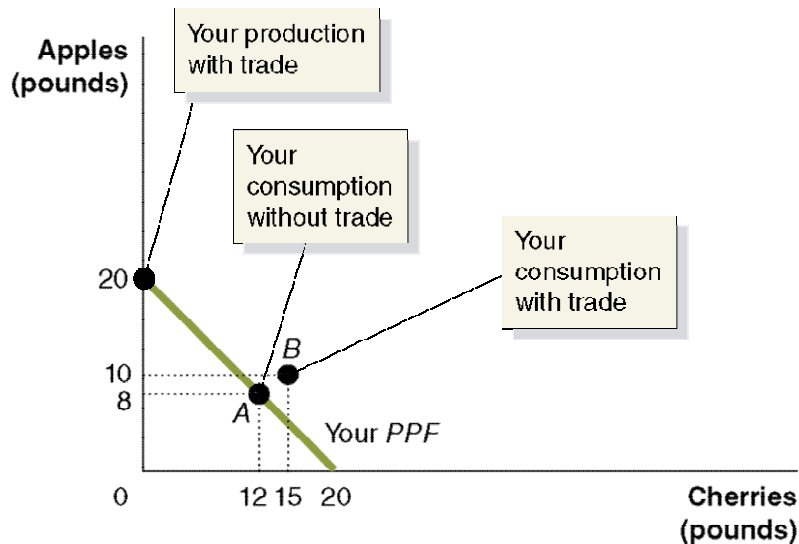 Your production
with trade
Apples
(pounds)
Your
consumption
without trade
Your
consumption
with trade
20
B
10
8
A
Your PPF
0
12 15 20
Cherries
(pounds)